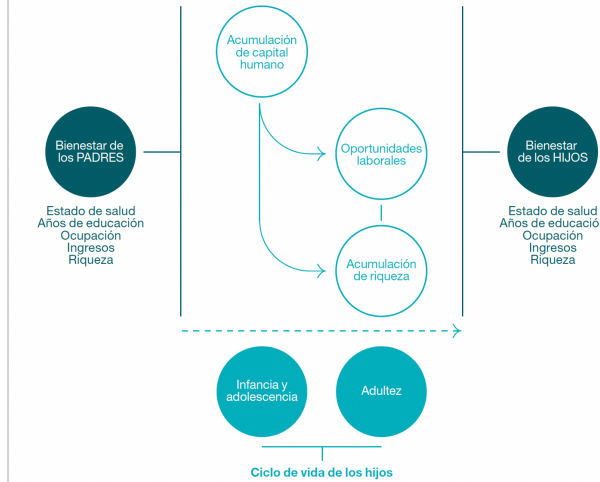 Acumulación
de capital
humano
Bienestar de
los PADRES
Estado de salud
Años de educación
Ocupación
Ingresos
Riqueza
Oportunidades
laborales
Acumulación
de riqueza
Bienestar
de los HIJOS
Estado de salud
Años de educació
Ocupación
Ingresos
Riqueza
Infancia y
adolescencia
Adultez
Ciclo de vida de los hijos